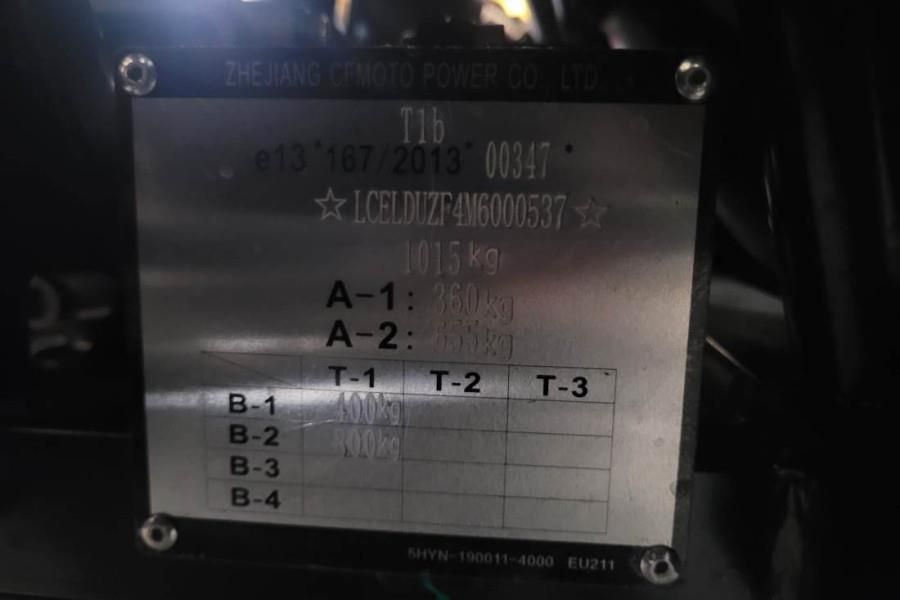 ZHEJIANG CFMOTO POWER CO., LTD.
T1b
e13*167/2013*00347*
☆LCELDUZF4M6000537☆
1015kg
A-1: 360kg
A-2: 655kg
T-1 T-2 T-3
B-1 400kg
B-2 800kg
B-3
B-4
5HYN-190011-4000 EU211